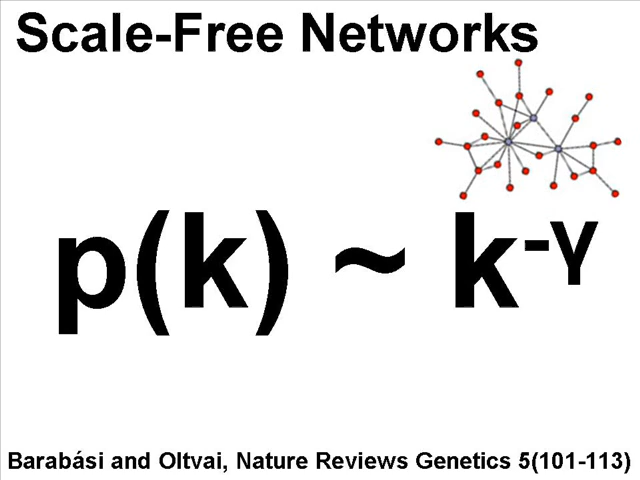 Scale-Free Networks
p(k) ~ k-γ
Barabási and Oltvai, Nature Reviews Genetics 5(101-113)